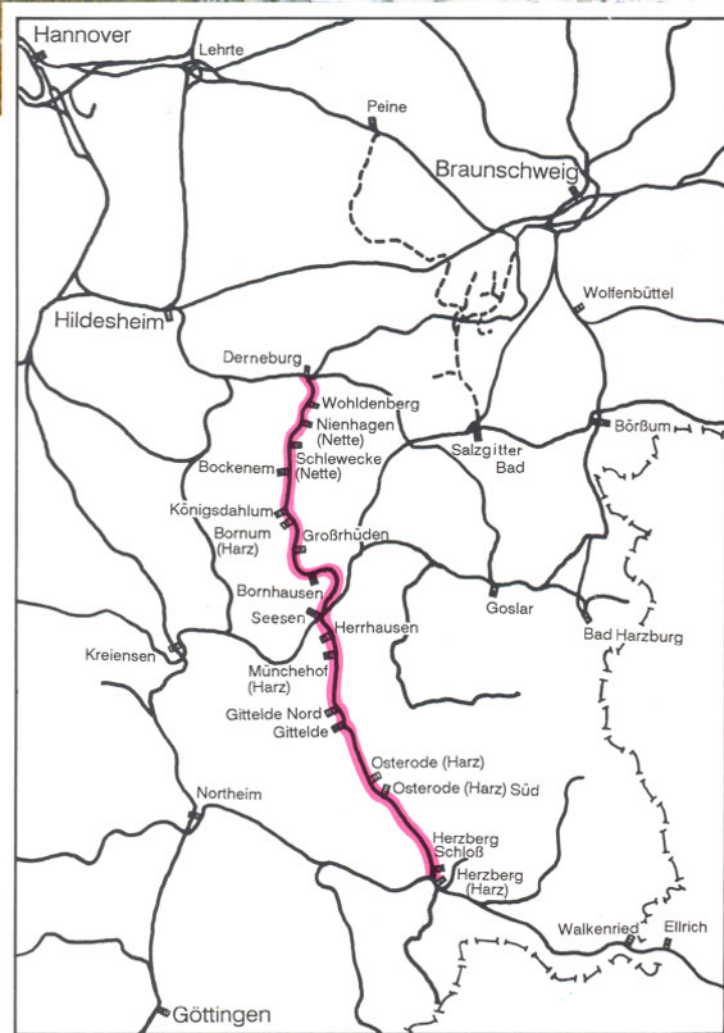 Hannover
Lehrte
Peine
Braunschweig
Hildesheim
Wolfenbüttel
Derneburg
Wohldenberg
Nienhagen
(Nette)
Schlewecke
(Nette)
Bockenem
Salzgitter
Bad
Börßum
Königsdahlum
Bornum
(Harz)
Großrhüden
Bornhausen
Seesen
Goslar
Bad Harzburg
Herrhausen
Kreiensen
Münchehof
(Harz)
Gittelde Nord
Gittelde
Osterode (Harz)
Osterode (Harz) Süd
Northeim
Herzberg
Schloß
Herzberg
(Harz)
Walkenried
Ellrich
Göttingen